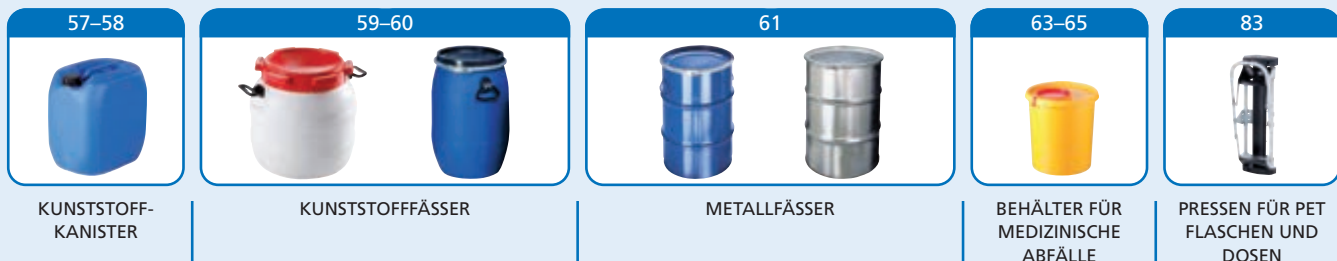 57–58
59–60
61
63–65
83
KUNSTSTOFF-
KANISTER
KUNSTSTOFFFÄSSER
METALLFÄSSER
BEHÄLTER FÜR
MEDIZINISCHE
ABFÄLLE
PRESSEN FÜR PET
FLASCHEN UND
DOSEN